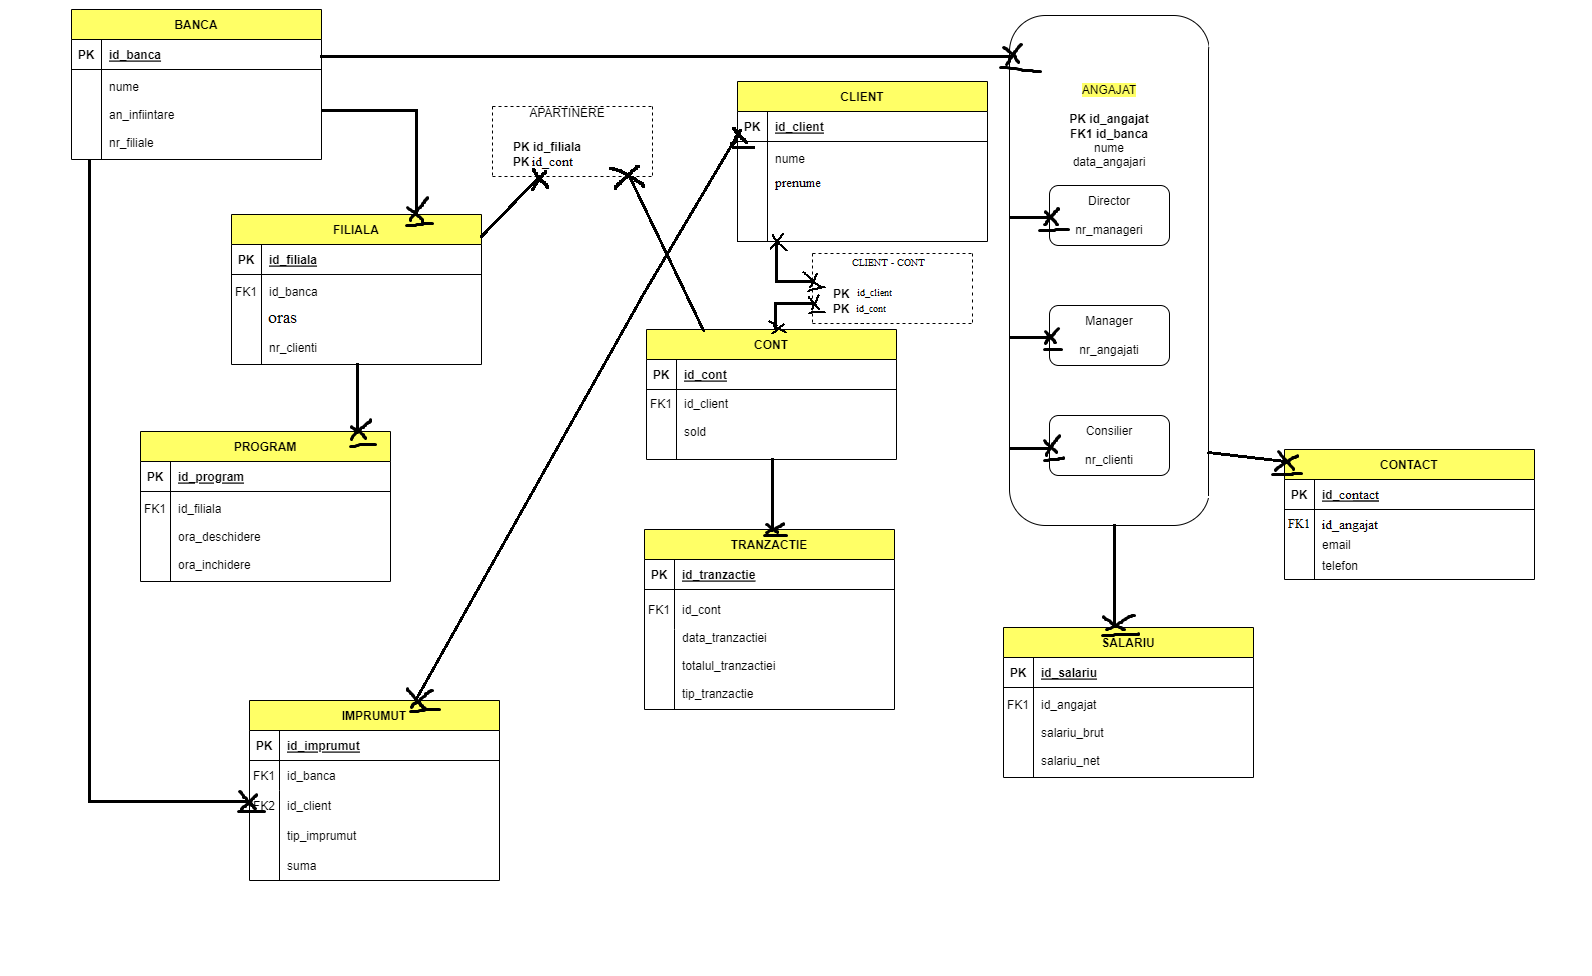 BANCA
PK id_banca
nume
an_infiintare
nr_filiale
APARTINERE
PK id_filiala
PK id_cont
CLIENT
PK id_client
nume
prenume
ANGAJAT
PK id_angajat
FK1 id_banca
nume
data_angajari
Director
nr_manageri
Manager
nr_angajati
Consilier
nr_clienti
FILIALA
PK id_filiala
FK1 id_banca
oras
nr_clienti
CLIENT - CONT
PK id_client
PK id_cont
CONT
PK id_cont
FK1 id_client
sold
PROGRAM
PK id_program
FK1 id_filiala
ora_deschidere
ora_inchidere
CONTACT
PK id_contact
FK1 id_angajat
email
telefon
TRANZACTIE
PK id_tranzactie
FK1 id_cont
data_tranzactiei
totalul_tranzactiei
tip_tranzactie
SALARIU
PK id_salariu
FK1 id_angajat
salariu_brut
salariu_net
IMPRUMUT
PK id_imprumut
FK1 id_banca
FK2 id_client
tip_imprumut
suma